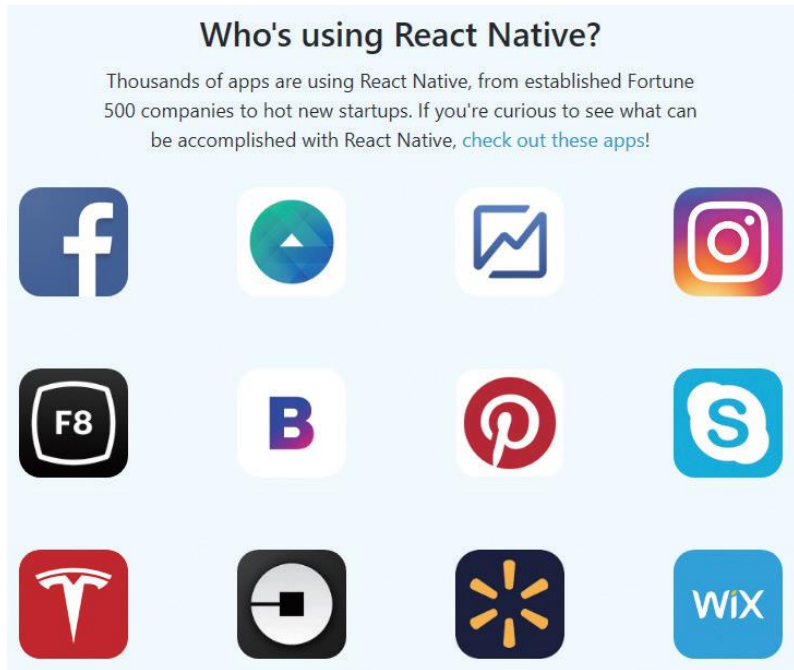 Who's using React Native?
Thousands of apps are using React Native, from established Fortune
500 companies to hot new startups. If you're curious to see what can
be accomplished with React Native, check out these apps!
f
F8
B
S
T
WiX